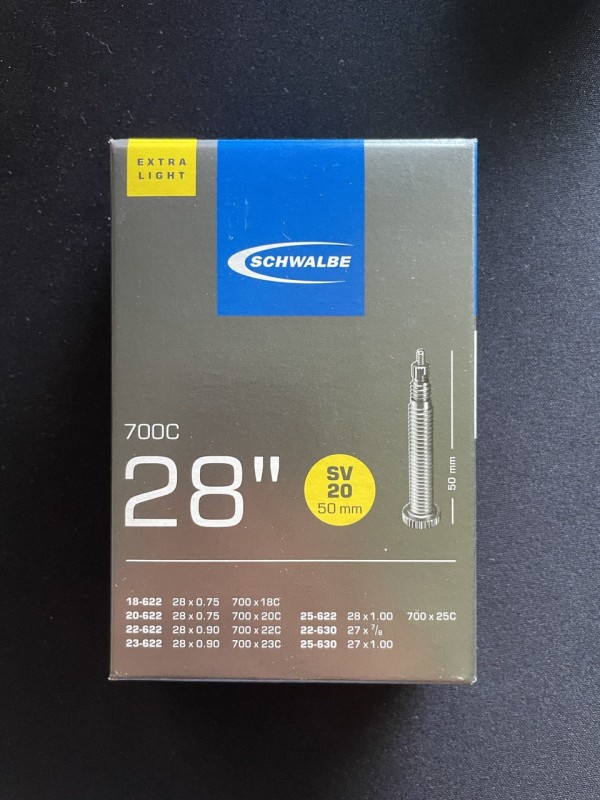 EXTRA
LIGHT
SCHWALBE
700C
28"
SV
20
50 mm
50 mm
18-622 28 x 0.75 700 x 18C
20-622 28 x 0.75 700 x 20C
22-622 28 x 0.90 700 x 22C
23-622 28 x 0.90 700 x 23C
25-622 28 x 1.00 700 x 25C
22-630 27 x 7/8
25-630 27 x 1.00